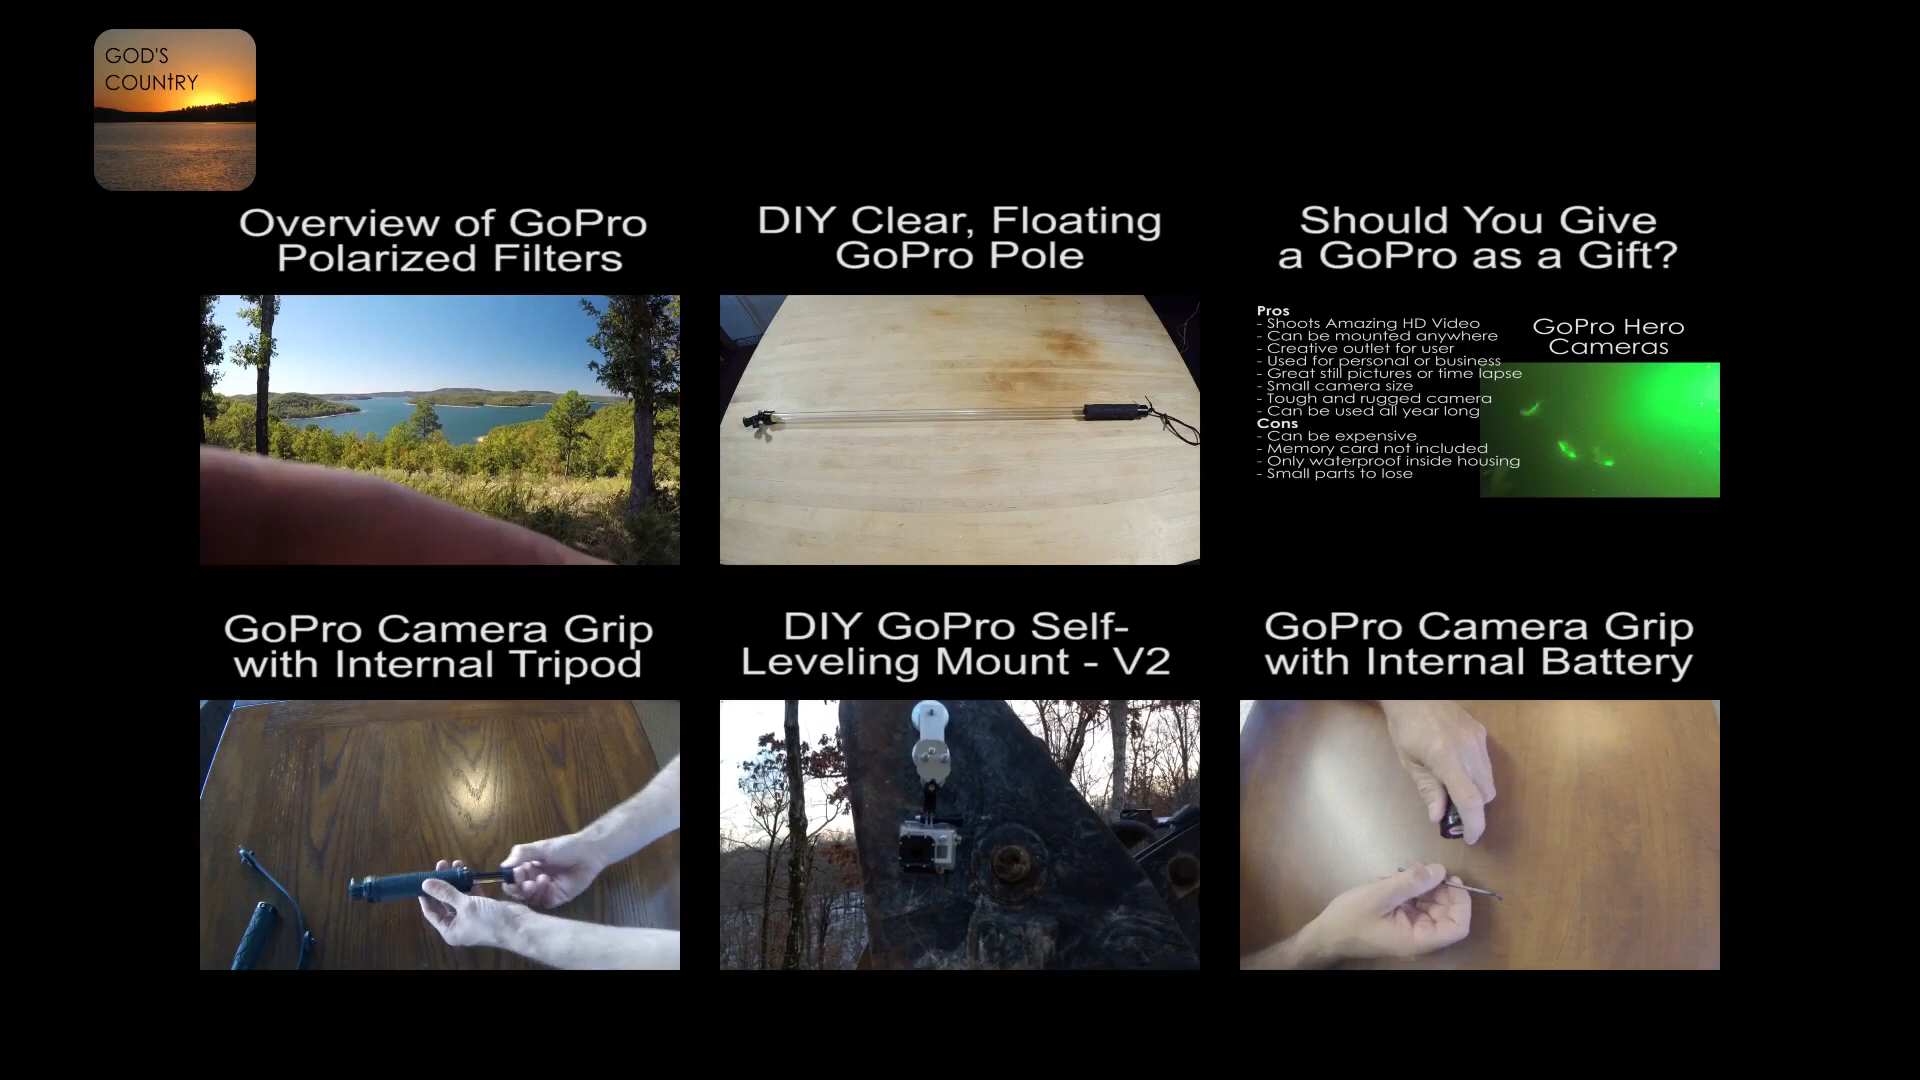 GOD'S
COUNtRY
Overview of GoPro
Polarized Filters
DIY Clear, Floating
GoPro Pole
Should You Give
a GoPro as a Gift?
Pros
- Shoots Amazing HD Video
- Can be mounted anywhere
- Creative outlet for user
- Used for personal or business
- Great still pictures or time lapse
- Small camera size
- Tough and rugged camera
- Can be used all year long
Cons
- Can be expensive
- Memory card not included
- Only waterproof inside housing
- Small parts to lose
GoPro Hero
Cameras
GoPro Camera Grip
with Internal Tripod
DIY GoPro Self-
Leveling Mount - V2
GoPro Camera Grip
with Internal Battery